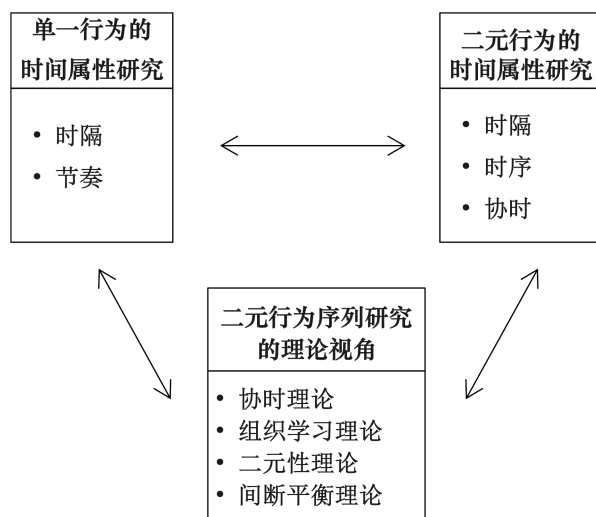 单一行为的
时间属性研究
• 时隔
• 节奏
二元行为的
时间属性研究
• 时隔
• 时序
• 协时
二元行为序列研究
的理论视角
• 协时理论
• 组织学习理论
• 二元性理论
• 间断平衡理论